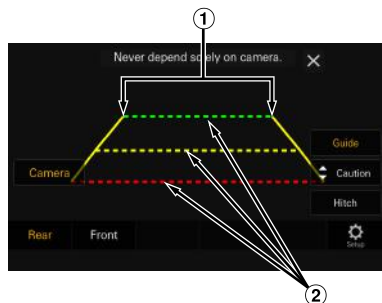 1
Never depend solely on camera. ×
Guide
Camera
Caution
Hitch
Rear Front
Setup
2